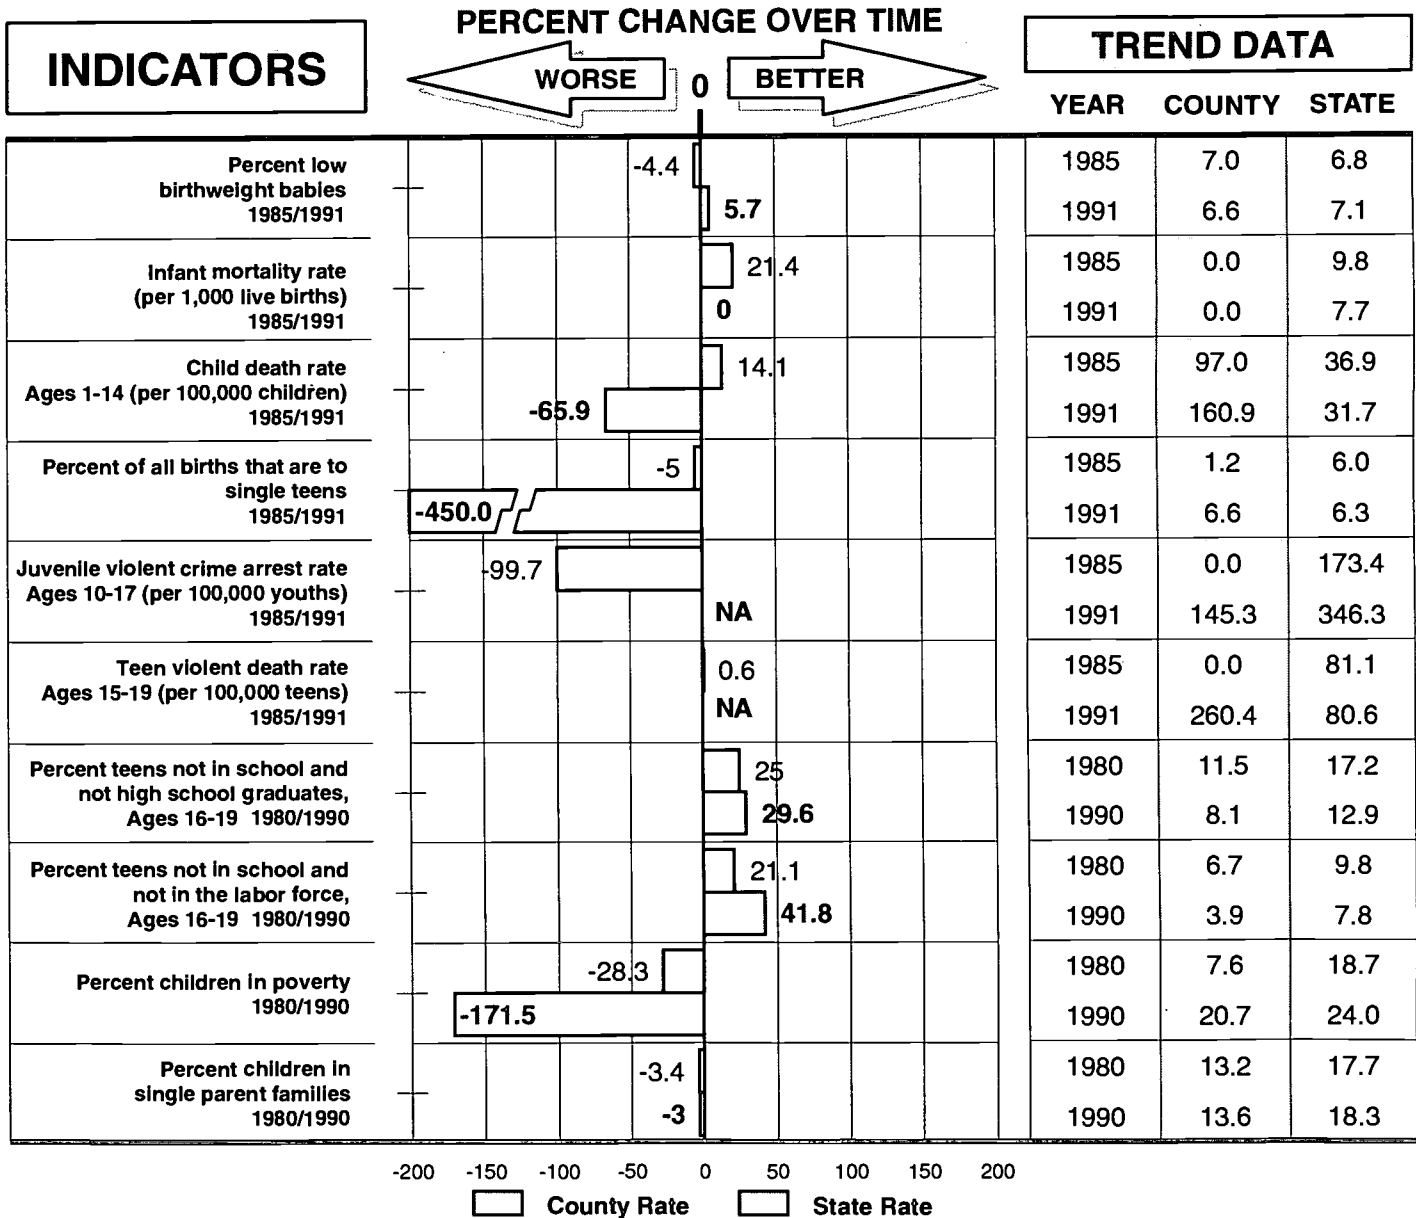 PERCENT CHANGE OVER TIME
INDICATORS
WORSE
0
BETTER
TREND DATA
YEAR COUNTY STATE
Percent low
birthweight babies
1985/1991
-4.4
5.7
1985 7.0 6.8
1991 6.6 7.1
Infant mortality rate
(per 1,000 live births)
1985/1991
21.4
0
1985 0.0 9.8
1991 0.0 7.7
Child death rate
Ages 1-14 (per 100,000 children)
1985/1991
14.1
-65.9
1985 97.0 36.9
1991 160.9 31.7
Percent of all births that are to
single teens
1985/1991
-5
-450.0
1985 1.2 6.0
1991 6.6 6.3
Juvenile violent crime arrest rate
Ages 10-17 (per 100,000 youths)
1985/1991
-99.7
NA
1985 0.0 173.4
1991 145.3 346.3
Teen violent death rate
Ages 15-19 (per 100,000 teens)
1985/1991
0.6
NA
1985 0.0 81.1
1991 260.4 80.6
Percent teens not in school and
not high school graduates,
Ages 16-19 1980/1990
25
29.6
1980 11.5 17.2
1990 8.1 12.9
Percent teens not in school and
not in the labor force,
Ages 16-19 1980/1990
21.1
41.8
1980 6.7 9.8
1990 3.9 7.8
Percent children in poverty
1980/1990
-28.3
-171.5
1980 7.6 18.7
1990 20.7 24.0
Percent children in
single parent families
1980/1990
-3.4
-3
1980 13.2 17.7
1990 13.6 18.3
-200 -150 -100 -50 0 50 100 150 200
County Rate State Rate